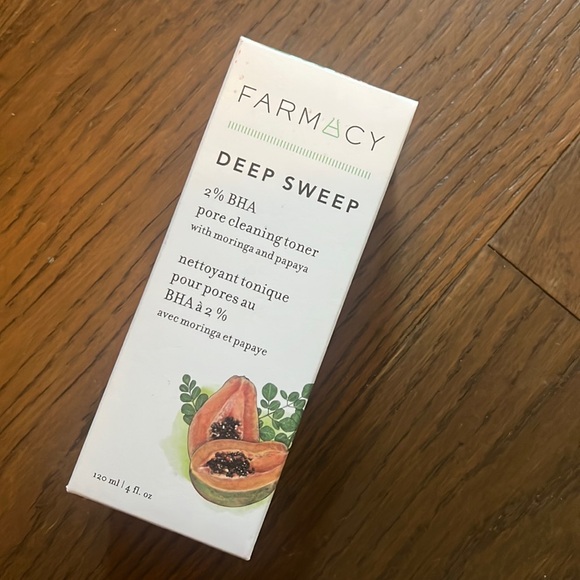 FARMACY
DEEP SWEEP
2% BHA
pore cleaning toner
with moringa and papaya
nettoyant tonique
pour pores au
BHA à 2 %
avec moringa et papaye
120 ml | 4 fl. oz